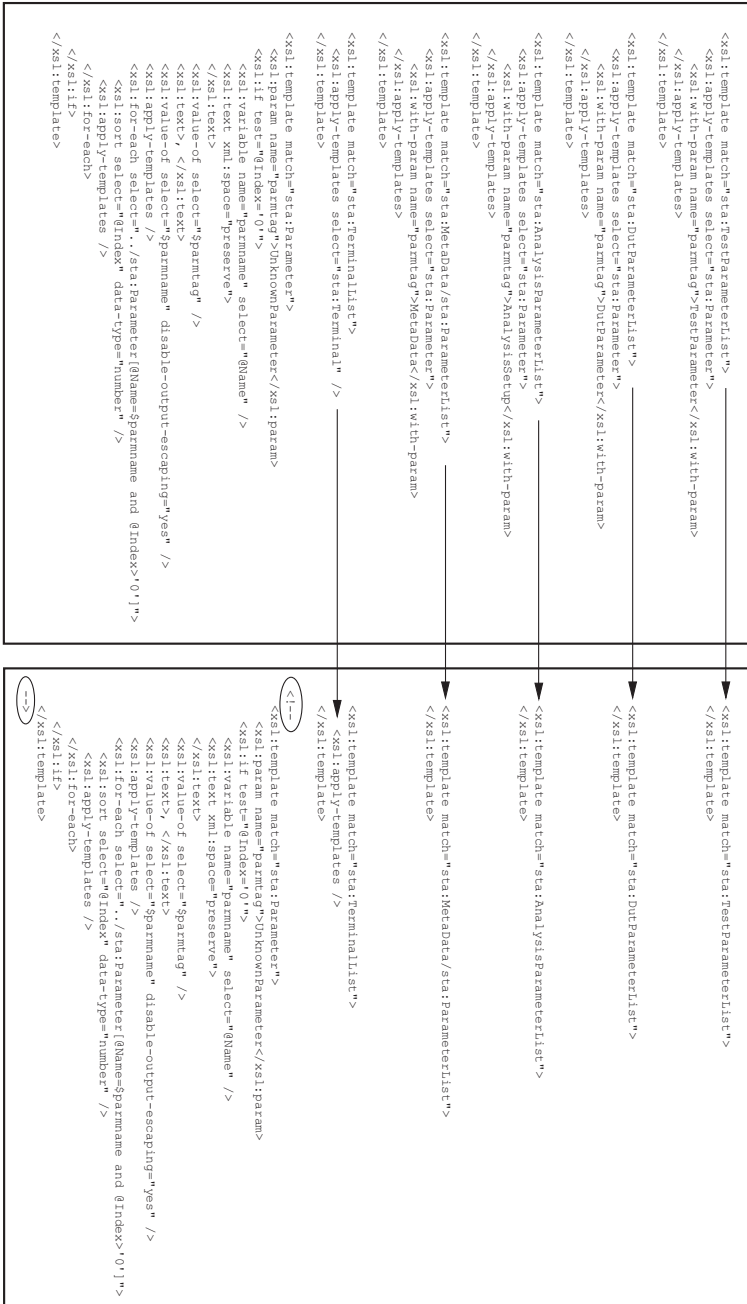 <xsl:template match="sta:TestParameterList">
<xsl:apply-templates select="sta:Parameter">
<xsl:with-param name="parmtag">TestParameter</xsl:with-param>
</xsl:apply-templates>
</xsl:template>
<xsl:template match="sta:DutParameterList">
<xsl:apply-templates select="sta:Parameter">
<xsl:with-param name="parmtag">DutParameter</xsl:with-param>
</xsl:apply-templates>
</xsl:template>
<xsl:template match="sta:AnalysisParameterList">
<xsl:apply-templates select="sta:Parameter">
<xsl:with-param name="parmtag">AnalysisSetup</xsl:with-param>
</xsl:apply-templates>
</xsl:template>
<xsl:template match="sta:MetaData/sta:ParameterList">
<xsl:apply-templates select="sta:Parameter">
<xsl:with-param name="parmtag">MetaData</xsl:with-param>
</xsl:apply-templates>
</xsl:template>
<xsl:template match="sta:TerminalList">
<xsl:apply-templates select="sta:Terminal" />
</xsl:template>
<xsl:template match="sta:Parameter">
<xsl:param name="parmtag">UnknownParameter</xsl:param>
<xsl:if test="@Index='0'">
<xsl:variable name="parmname" select="@Name" />
<xsl:text xml:space="preserve">
</xsl:text>
<xsl:value-of select="$parmtag" />
<xsl:text>, </xsl:text>
<xsl:value-of select="$parmname" disable-output-escaping="yes" />
<xsl:apply-templates />
<xsl:for-each select="../sta:Parameter[@Name=$parmname and @Index>'0']">
<xsl:sort select="@Index" data-type="number" />
<xsl:apply-templates />
</xsl:for-each>
</xsl:if>
</xsl:template>
<xsl:template match="sta:TestParameterList">
</xsl:template>
<xsl:template match="sta:DutParameterList">
</xsl:template>
<xsl:template match="sta:AnalysisParameterList">
</xsl:template>
<xsl:template match="sta:MetaData/sta:ParameterList">
</xsl:template>
<xsl:template match="sta:TerminalList">
<xsl:apply-templates />
</xsl:template>
<!--
<xsl:template match="sta:Parameter">
<xsl:param name="parmtag">UnknownParameter</xsl:param>
<xsl:if test="@Index='0'">
<xsl:variable name="parmname" select="@Name" />
<xsl:text xml:space="preserve">
</xsl:text>
<xsl:value-of select="$parmtag" />
<xsl:text>, </xsl:text>
<xsl:value-of select="$parmname" disable-output-escaping="yes" />
<xsl:apply-templates />
<xsl:for-each select="../sta:Parameter[@Name=$parmname and @Index>'0']">
<xsl:sort select="@Index" data-type="number" />
<xsl:apply-templates />
</xsl:for-each>
</xsl:if>
</xsl:template>
-->